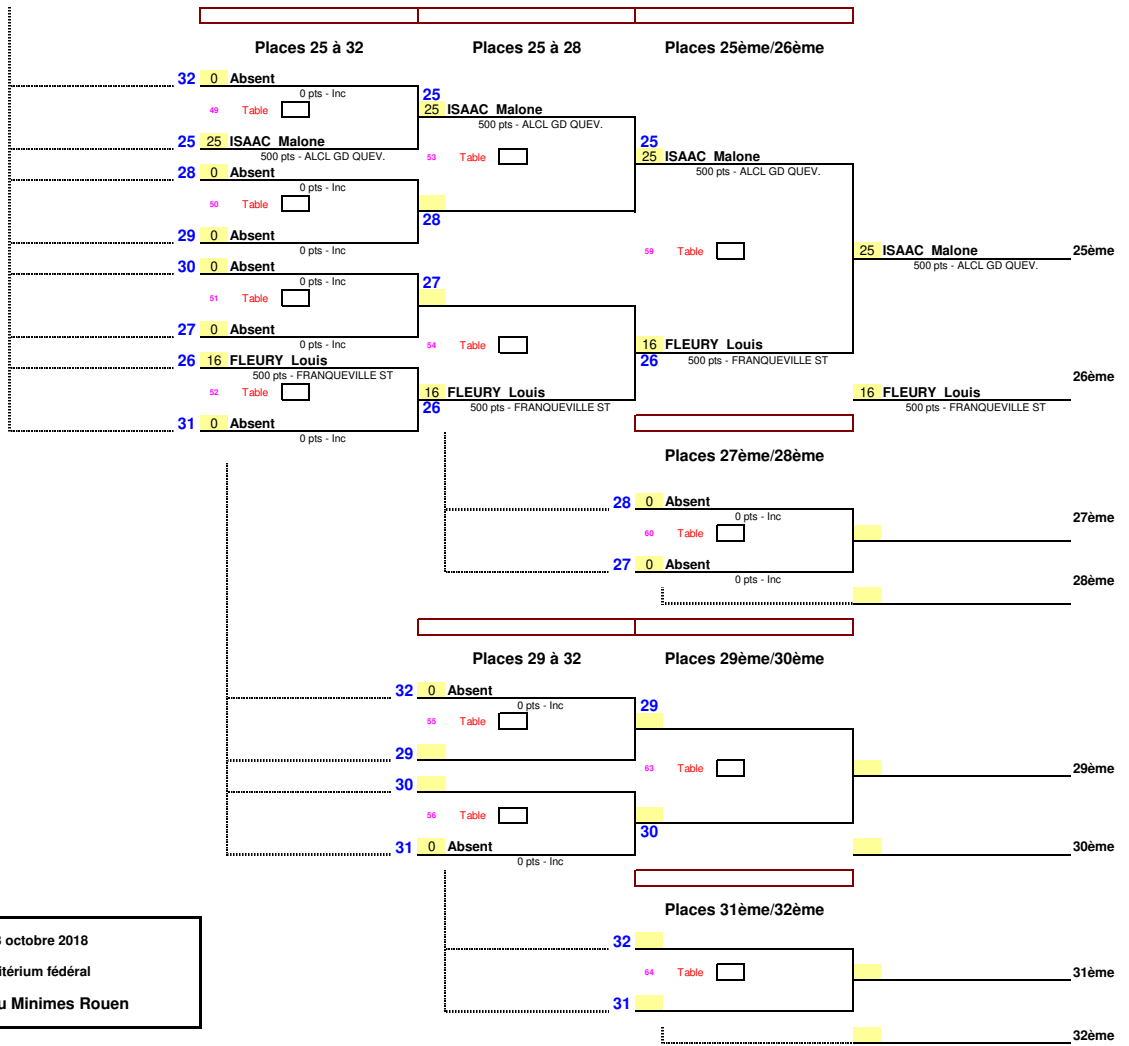 Places 25 à 32
Places 25 à 28
Places 25ème/26ème
32 0 Absent
0 pts - Inc
49 Table
25 25 ISAAC Malone
500 pts - ALCL GD QUEV.
28 0 Absent
0 pts - Inc
50 Table
29 0 Absent
0 pts - Inc
30 0 Absent
0 pts - Inc
51 Table
27 0 Absent
0 pts - Inc
26 16 FLEURY Louis
500 pts - FRANQUEVILLE ST
52 Table
31 0 Absent
0 pts - Inc
25
25 ISAAC Malone
500 pts - ALCL GD QUEV.
53 Table
28
27
54 Table
16 FLEURY Louis
26 500 pts - FRANQUEVILLE ST
25
25 ISAAC Malone
500 pts - ALCL GD QUEV.
59 Table
16 FLEURY Louis
26 500 pts - FRANQUEVILLE ST
25 ISAAC Malone 25ème
500 pts - ALCL GD QUEV.
26ème
16 FLEURY Louis
500 pts - FRANQUEVILLE ST
Places 27ème/28ème
28 0 Absent
0 pts - Inc
60 Table
27 0 Absent
0 pts - Inc
27ème
28ème
Places 29 à 32
Places 29ème/30ème
32 0 Absent
0 pts - Inc
55 Table
29
30
56 Table
31 0 Absent
0 pts - Inc
29
63 Table
30
29ème
30ème
Places 31ème/32ème
32
64 Table
31
31ème
32ème
octobre 2018
itérium fédéral
Minimes Rouen